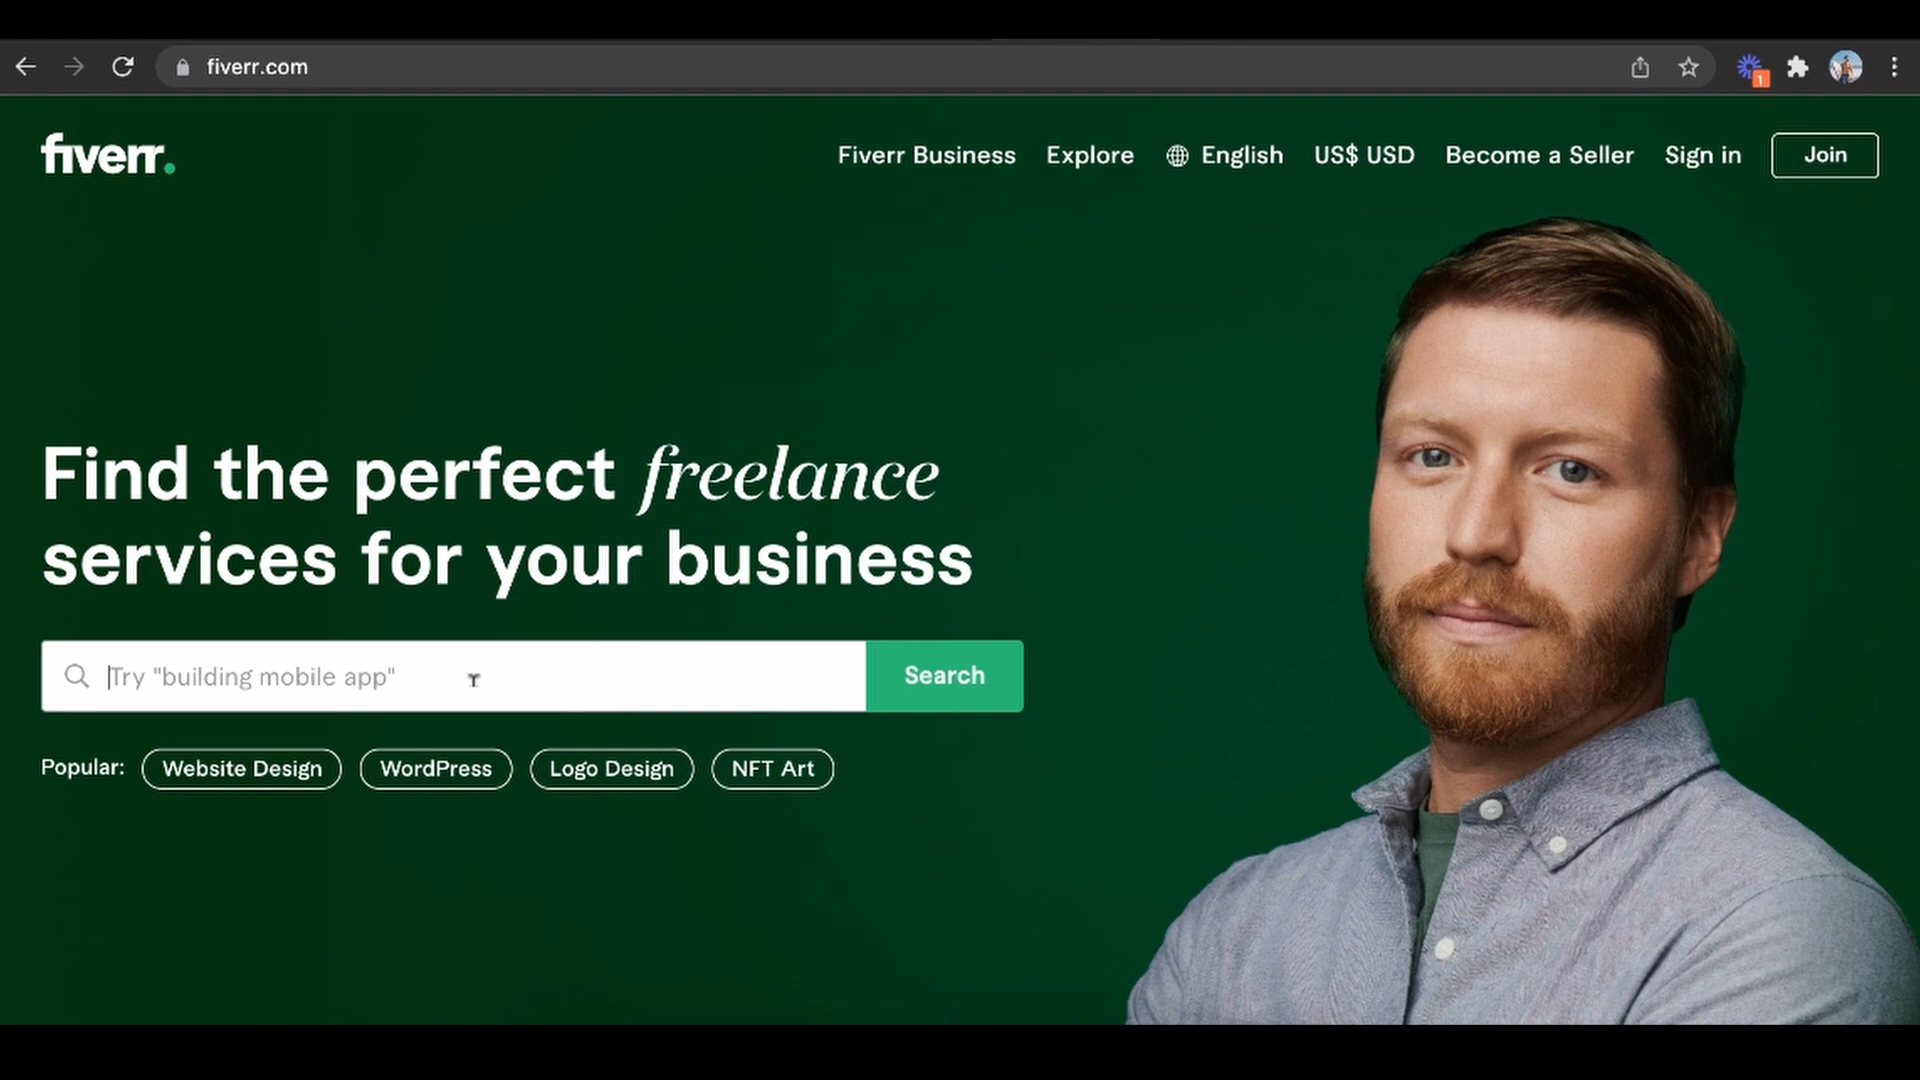 fiverr.com
1
fiverr.
Fiverr Business Explore English US$ USD Become a Seller Sign in Join
Find the perfect freelance
services for your business
Try "building mobile app" Search
Popular: Website Design WordPress Logo Design NFT Art